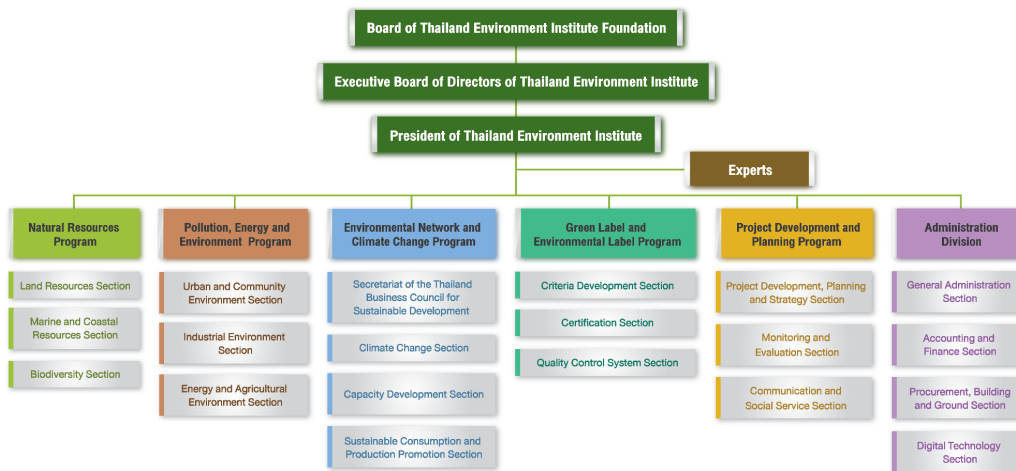 Board of Thailand Environment Institute Foundation
Executive Board of Directors of Thailand Environment Institute
President of Thailand Environment Institute
Experts
Natural Resources
Program
Land Resources Section
Marine and Coastal
Resources Section
Biodiversity Section
Pollution, Energy and
Environment Program
Urban and Community
Environment Section
Industrial Environment
Section
Energy and Agricultural
Environment Section
Environmental Network and
Climate Change Program
Secretariat of the Thailand
Business Council for
Sustainable Development
Climate Change Section
Capacity Development Section
Sustainable Consumption and
Production Promotion Section
Green Label and
Environmental Label Program
Criteria Development Section
Certification Section
Quality Control System Section
Project Development and
Planning Program
Project Development, Planning
and Strategy Section
Monitoring and
Evaluation Section
Communication and
Social Service Section
Administration
Division
General Administration
Section
Accounting and
Finance Section
Procurement, Building
and Ground Section
Digital Technology
Section